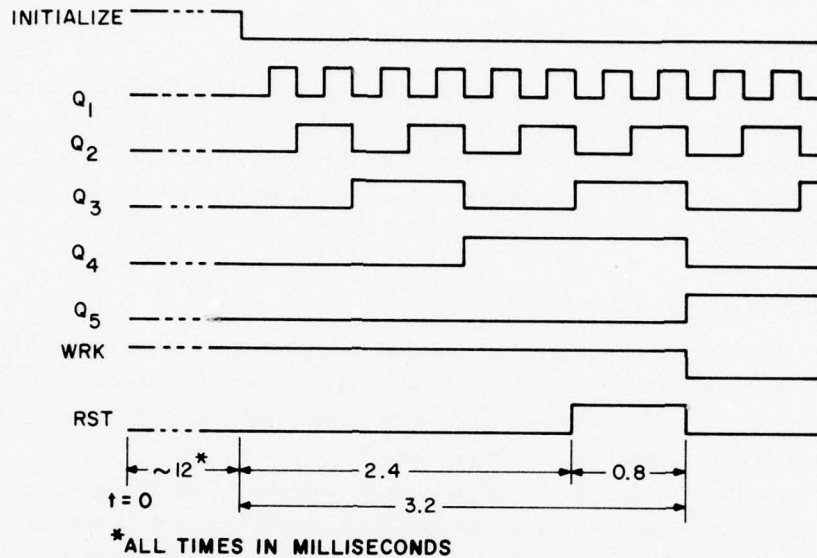 INITIALIZE
Q1
Q2
Q3
Q4
Q5
WRK
RST
~12* 2.4 0.8
t=0 3.2
*ALL TIMES IN MILLISECONDS